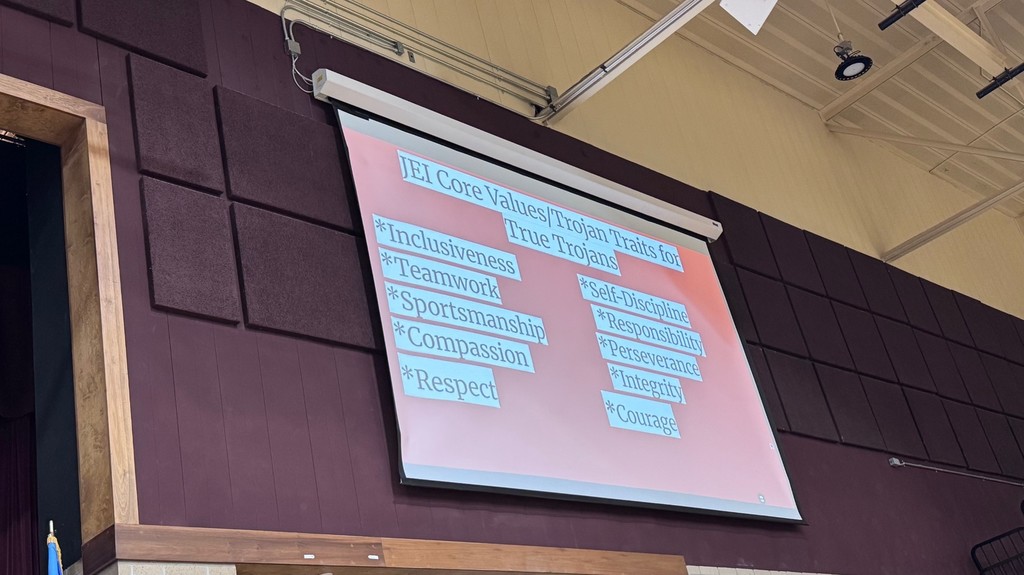 JEI Core Values/Trojan Traits for
True Trojans
*Inclusiveness
*Teamwork
*Sportsmanship
*Compassion
*Respect
*Self-Discipline
*Responsibility
*Perseverance
*Integrity
*Courage